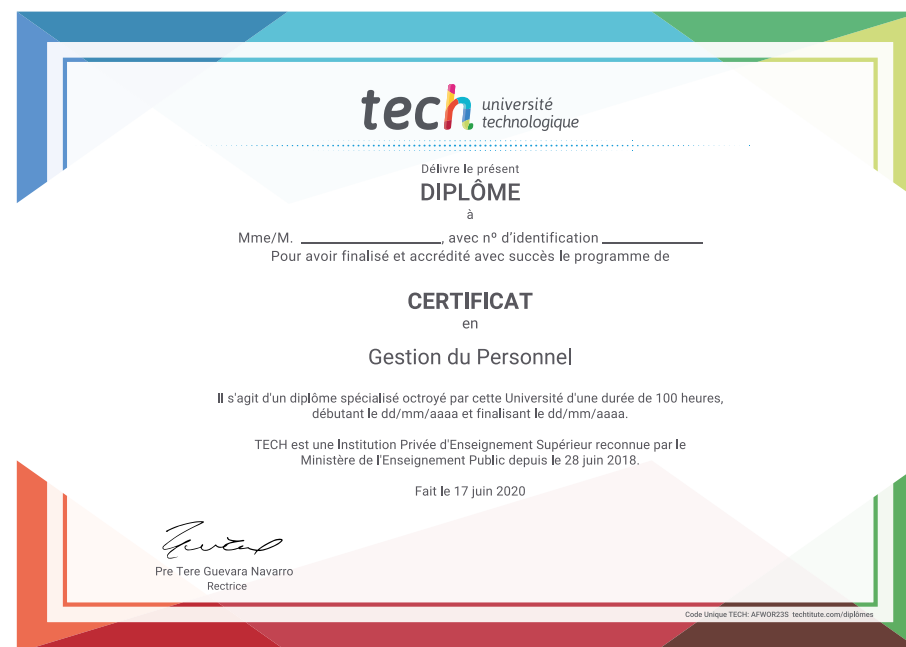 tech université
technologique
Délivre le présent
DIPLÔME
à
Mme/M. ____________________, avec nº d'identification ______________
Pour avoir finalisé et accrédité avec succès le programme de
CERTIFICAT
en
Gestion du Personnel
Il s'agit d'un diplôme spécialisé octroyé par cette Université d'une durée de 100 heures,
débutant le dd/mm/aaaa et finalisant le dd/mm/aaaa.
TECH est une Institution Privée d'Enseignement Supérieur reconnue par le
Ministère de l'Enseignement Public depuis le 28 juin 2018.
Fait le 17 juin 2020
Pre Tere Guevara Navarro
Rectrice
Code Unique TECH: AFWOR23S techtitute.com/diplômes